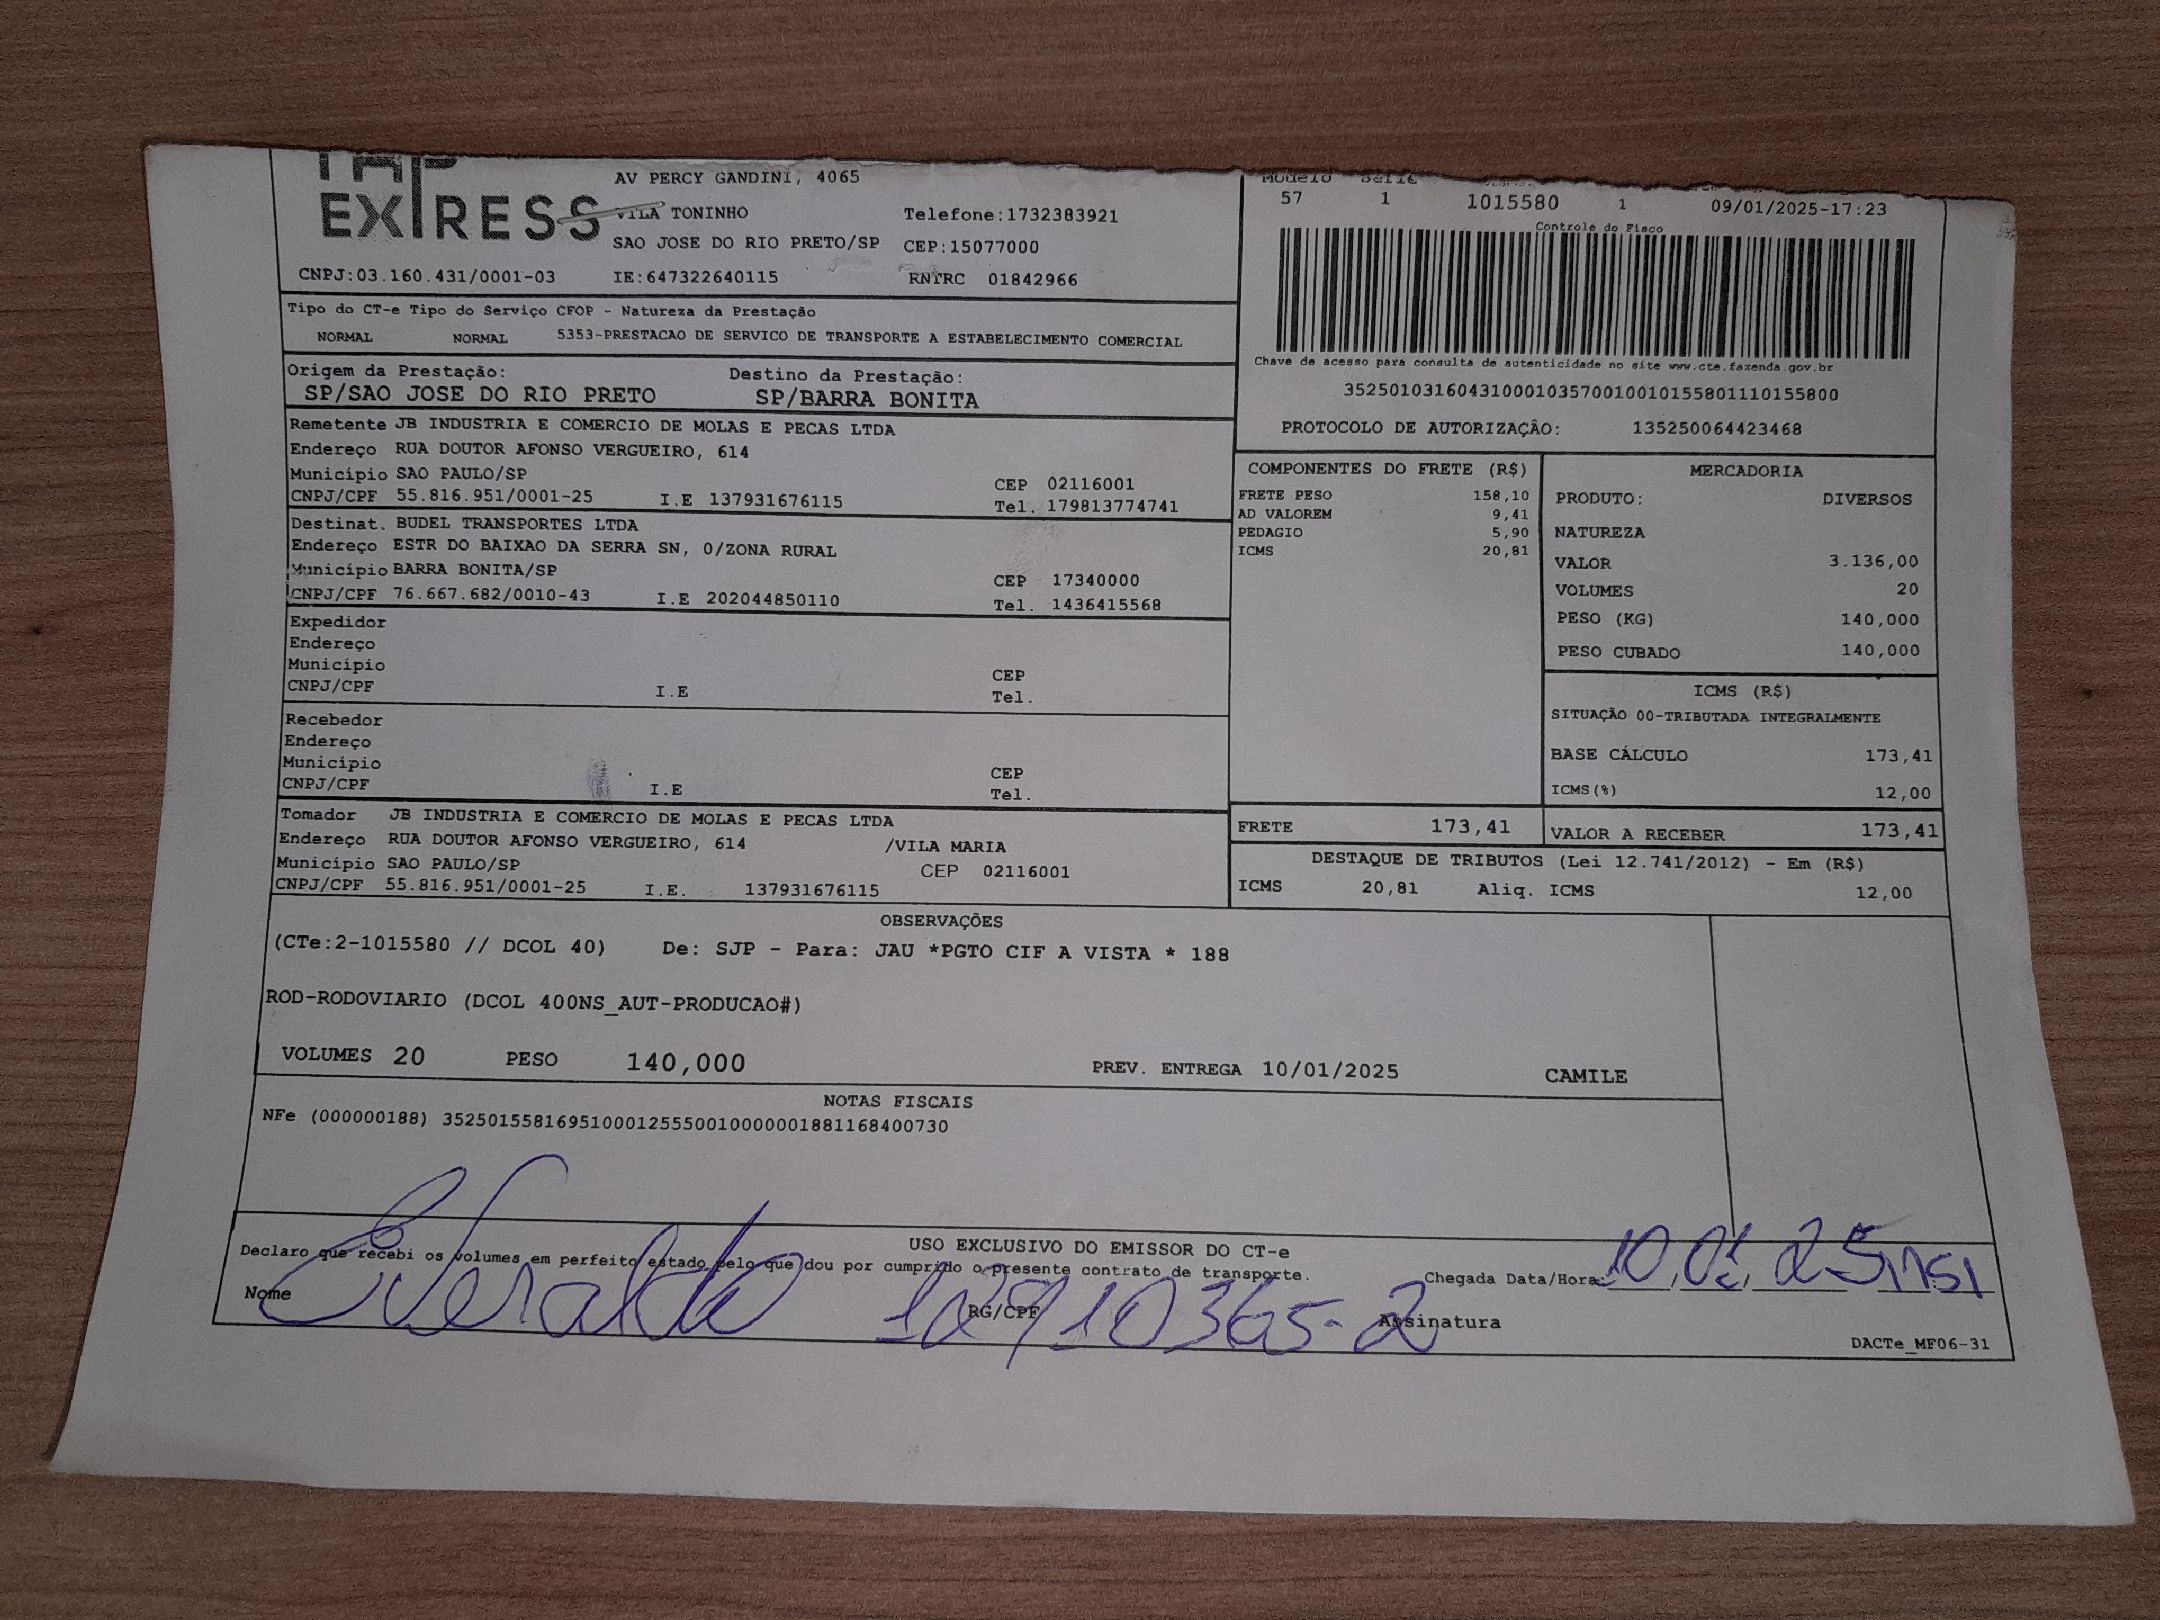 EXPRESS
AV PERCY GANDINI, 4065
VILA TONINHO
Telefone:1732383921
SAO JOSE DO RIO PRETO/SP CEP:15077000
CNPJ:03.160.431/0001-03 IE:647322640115 RNTRC 01842966
Modelo Serie
57 1 1015580 1 09/01/2025-17:23
Controle do Fisco
Chave de acesso para consulta de autenticidade no site www.cte.fazenda.gov.br
35250103160431000103570010010155801110155800
PROTOCOLO DE AUTORIZAÇÃO: 135250064423468
Tipo do CT-e Tipo do Serviço CFOP - Natureza da Prestação
NORMAL NORMAL 5353-PRESTACAO DE SERVICO DE TRANSPORTE A ESTABELECIMENTO COMERCIAL
Origem da Prestação: Destino da Prestação:
SP/SAO JOSE DO RIO PRETO SP/BARRA BONITA
Remetente JB INDUSTRIA E COMERCIO DE MOLAS E PECAS LTDA
Endereço RUA DOUTOR AFONSO VERGUEIRO, 614
Município SAO PAULO/SP CEP 02116001
CNPJ/CPF 55.816.951/0001-25 I.E 137931676115 Tel. 179813774741
Destinat. BUDEL TRANSPORTES LTDA
Endereço ESTR DO BAIXAO DA SERRA SN, 0/ZONA RURAL
Município BARRA BONITA/SP CEP 17340000
CNPJ/CPF 76.667.682/0010-43 I.E 202044850110 Tel. 1436415568
Expedidor
Endereço
Município CEP
CNPJ/CPF I.E Tel.
Recebedor
Endereço
Município CEP
CNPJ/CPF I.E Tel.
Tomador JB INDUSTRIA E COMERCIO DE MOLAS E PECAS LTDA
Endereço RUA DOUTOR AFONSO VERGUEIRO, 614 /VILA MARIA
Município SAO PAULO/SP CEP 02116001
CNPJ/CPF 55.816.951/0001-25 I.E. 137931676115
COMPONENTES DO FRETE (R$)
FRETE PESO 158,10
AD VALOREM 9,41
PEDAGIO 5,90
ICMS 20,81
FRETE 173,41
MERCADORIA
PRODUTO: DIVERSOS
NATUREZA
VALOR 3.136,00
VOLUMES 20
PESO (KG) 140,000
PESO CUBADO 140,000
ICMS (R$)
SITUAÇÃO 00-TRIBUTADA INTEGRALMENTE
BASE CÁLCULO 173,41
ICMS(%) 12,00
VALOR A RECEBER 173,41
DESTAQUE DE TRIBUTOS (Lei 12.741/2012) - Em (R$)
ICMS 20,81 Aliq. ICMS 12,00
OBSERVAÇÕES
(CTe:2-1015580 // DCOL 40) De: SJP - Para: JAU *PGTO CIF A VISTA * 188
ROD-RODOVIARIO (DCOL 400NS_AUT-PRODUCAO#)
VOLUMES 20 PESO 140,000 PREV. ENTREGA 10/01/2025 CAMILE
NOTAS FISCAIS
NFe (000000188) 35250155816951000125550010000001881168400730
USO EXCLUSIVO DO EMISSOR DO CT-e
Declaro que recebi os volumes em perfeito estado pelo que dou por cumprido o presente contrato de transporte.
Chegada Data/Hora: 10.01.25
Nome Everaldo RG/CPF 12910365-2 Assinatura
DACTe_MF06-31